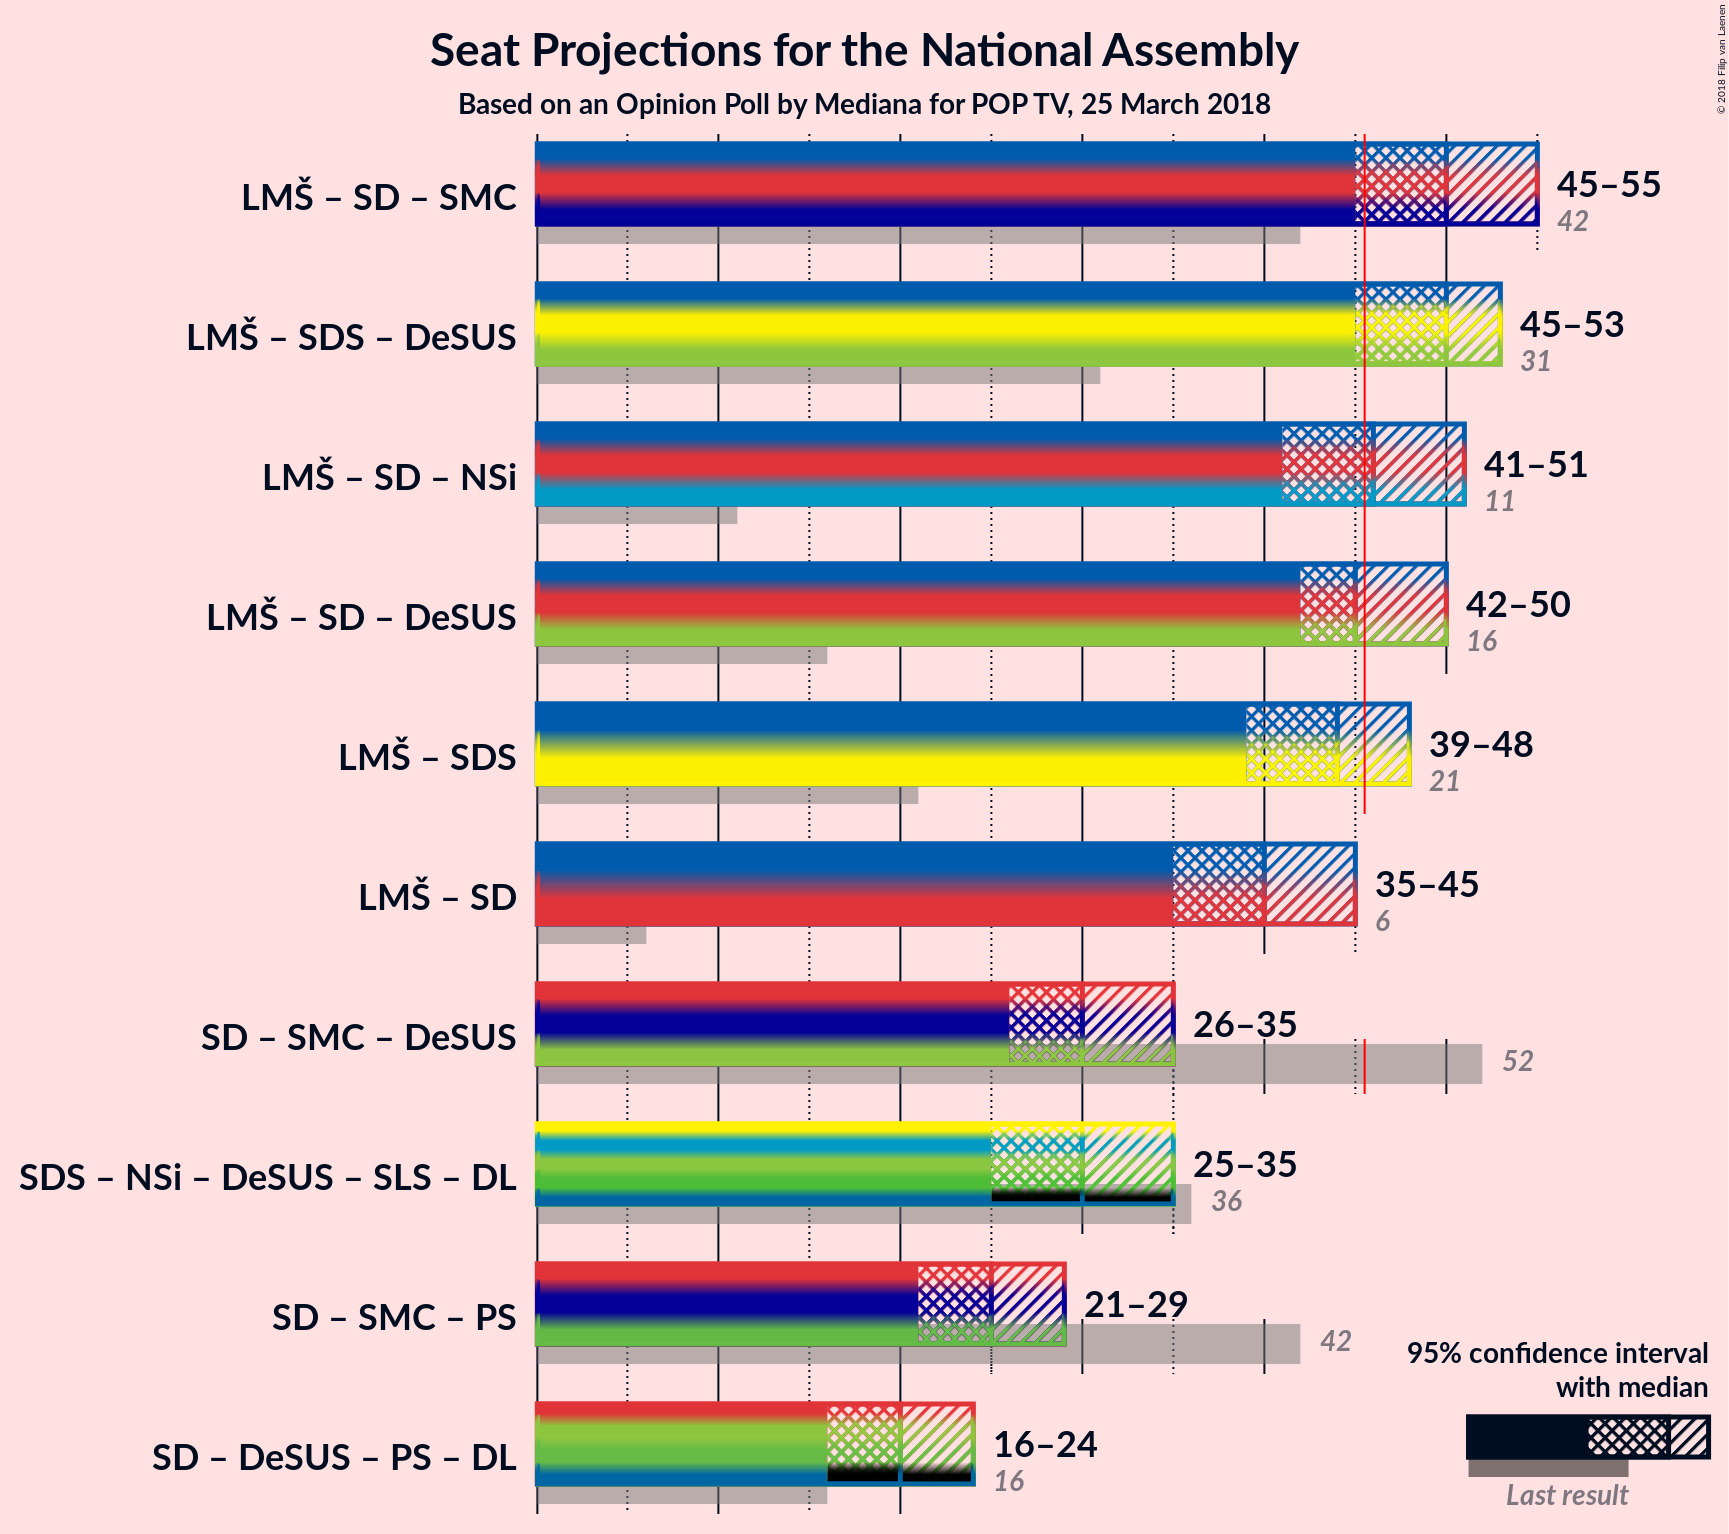 Seat Projections for the National Assembly
Based on an Opinion Poll by Mediana for POP TV, 25 March 2018
© 2018 Filip van Laenen
LMŠ – SD – SMC
45–55
42
LMŠ – SDS – DeSUS
45–53
31
LMŠ – SD – NSi
41–51
11
LMŠ – SD – DeSUS
42–50
16
LMŠ – SDS
39–48
21
LMŠ – SD
35–45
6
SD – SMC – DeSUS
26–35
52
SDS – NSi – DeSUS – SLS – DL
25–35
36
SD – SMC – PS
21–29
42
SD – DeSUS – PS – DL
16–24
16
95% confidence interval
with median
Last result